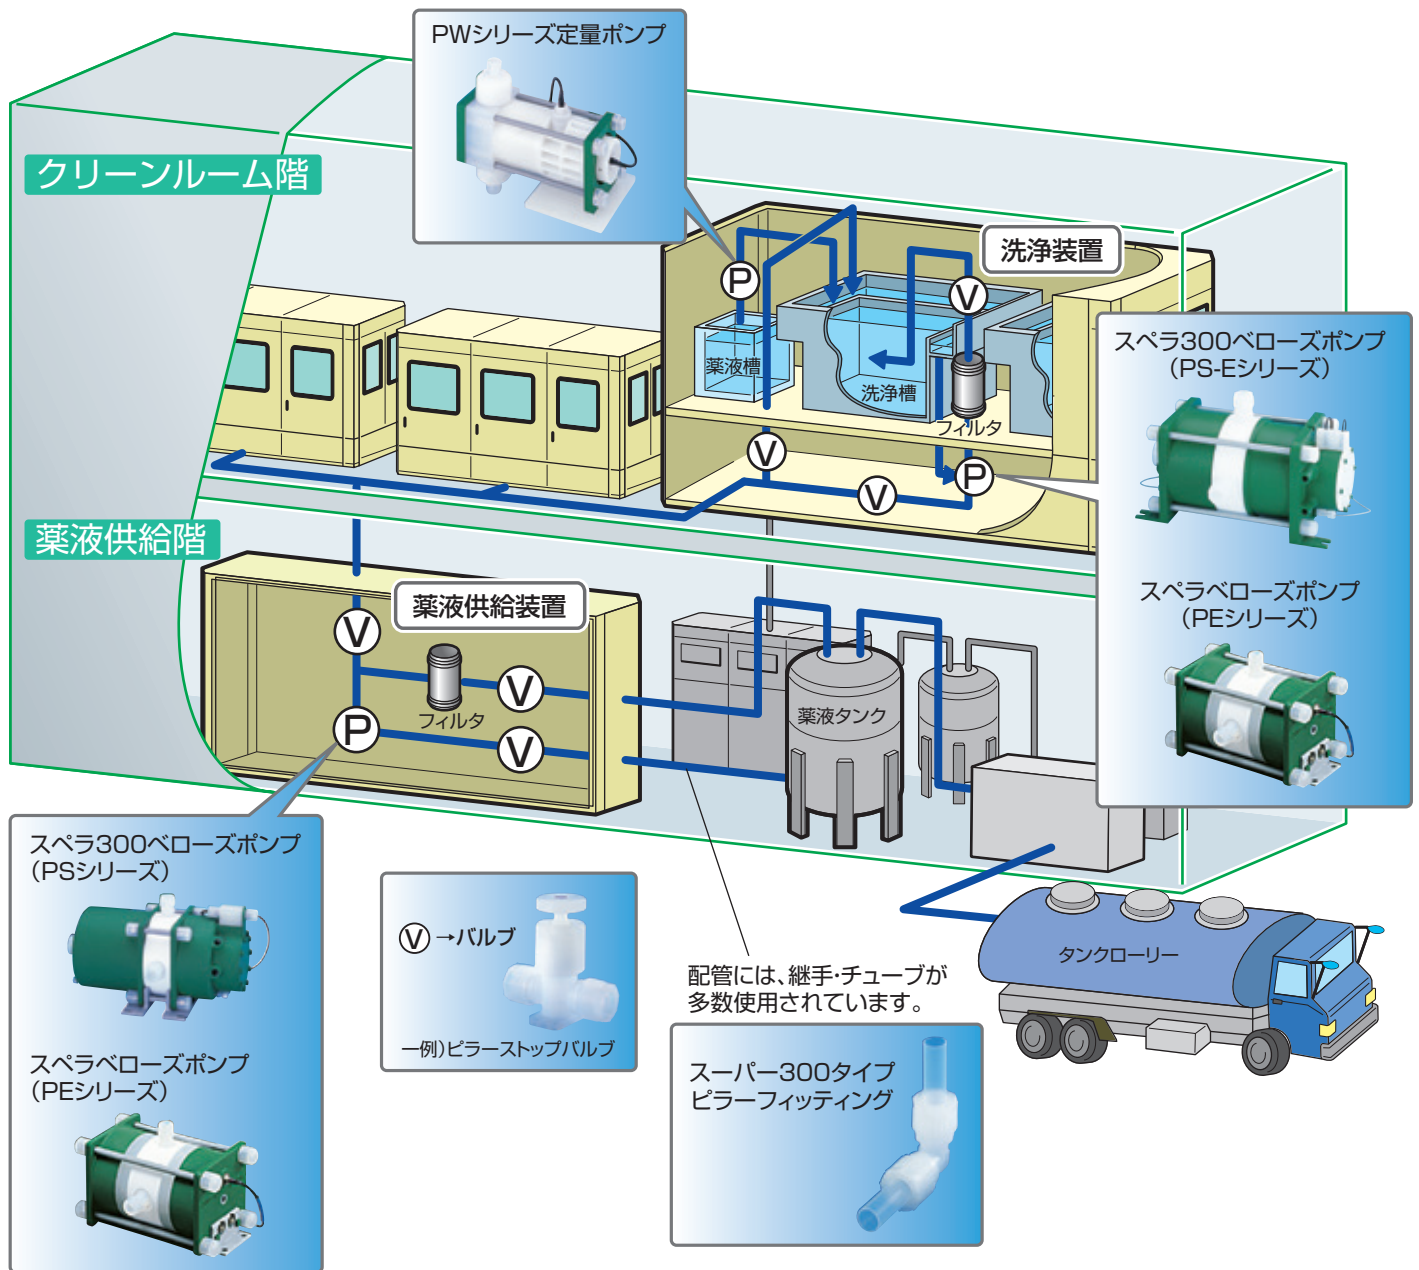 PWシリーズ定量ポンプ
クリーンルーム階
洗浄装置
P
V
薬液槽
洗浄槽
フィルタ
V
V
P
スペラ300ベローズポンプ
(PS-Eシリーズ)
スペラベローズポンプ
(PEシリーズ)
薬液供給階
薬液供給装置
V
フィルタ
V
P
V
薬液タンク
スペラ300ベローズポンプ
(PSシリーズ)
スペラベローズポンプ
(PEシリーズ)
V→バルブ
一例)ピラーストップバルブ
配管には、継手・チューブが
多数使用されています。
スーパー300タイプ
ピラーフィッティング
タンクローリー